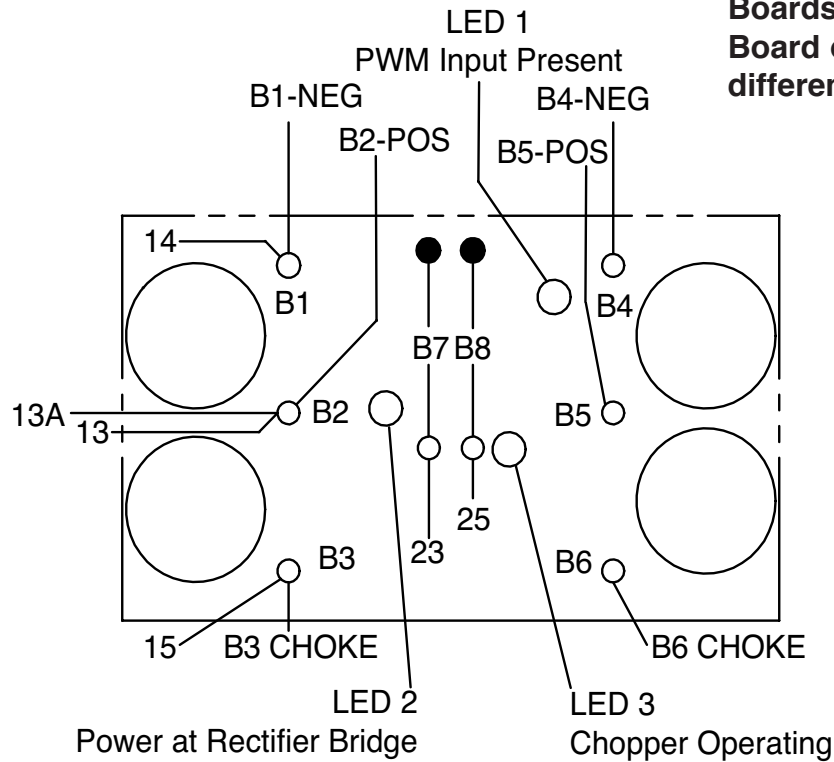 Boards
Board
differen
LED 1
PWM Input Present
B1-NEG
B4-NEG
B2-POS
B5-POS
14
B1
B4
B7
B8
13A
13
B2
B5
25
23
B3
B6
15
B3 CHOKE
B6 CHOKE
LED 2
Power at Rectifier Bridge
LED 3
Chopper Operating